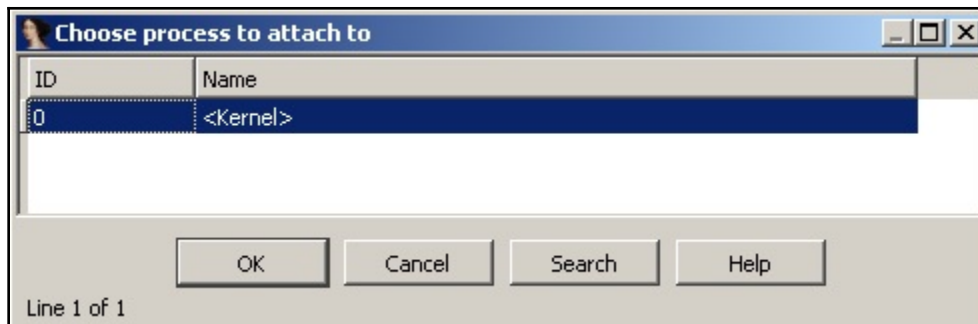 Choose process to attach to
ID Name
0 <Kernel>
OK Cancel Search Help
Line 1 of 1